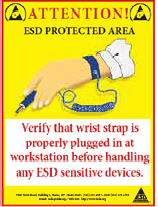 ATTENTION!
ESD PROTECTED AREA
Verify that wrist strap is
properly plugged in at
workstation before handling
any ESD sensitive devices.